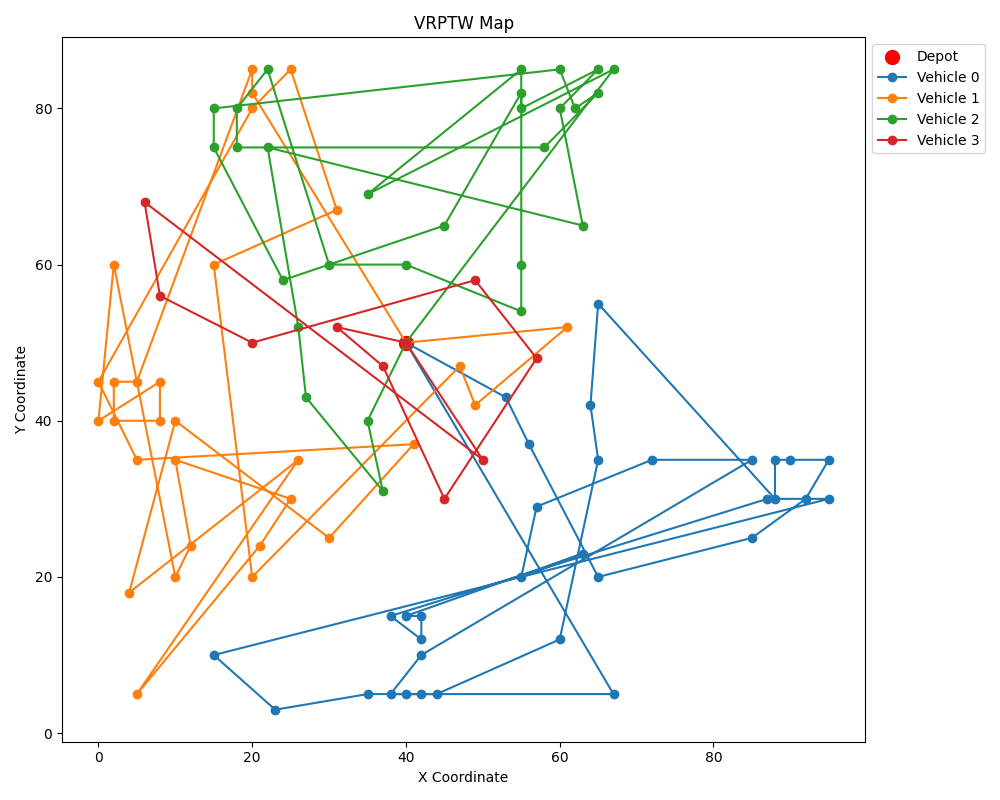 VRPTW Map
Depot
Vehicle 0
Vehicle 1
Vehicle 2
Vehicle 3
Y Coordinate
80
60
40
20
0
0 20 40 60 80
X Coordinate